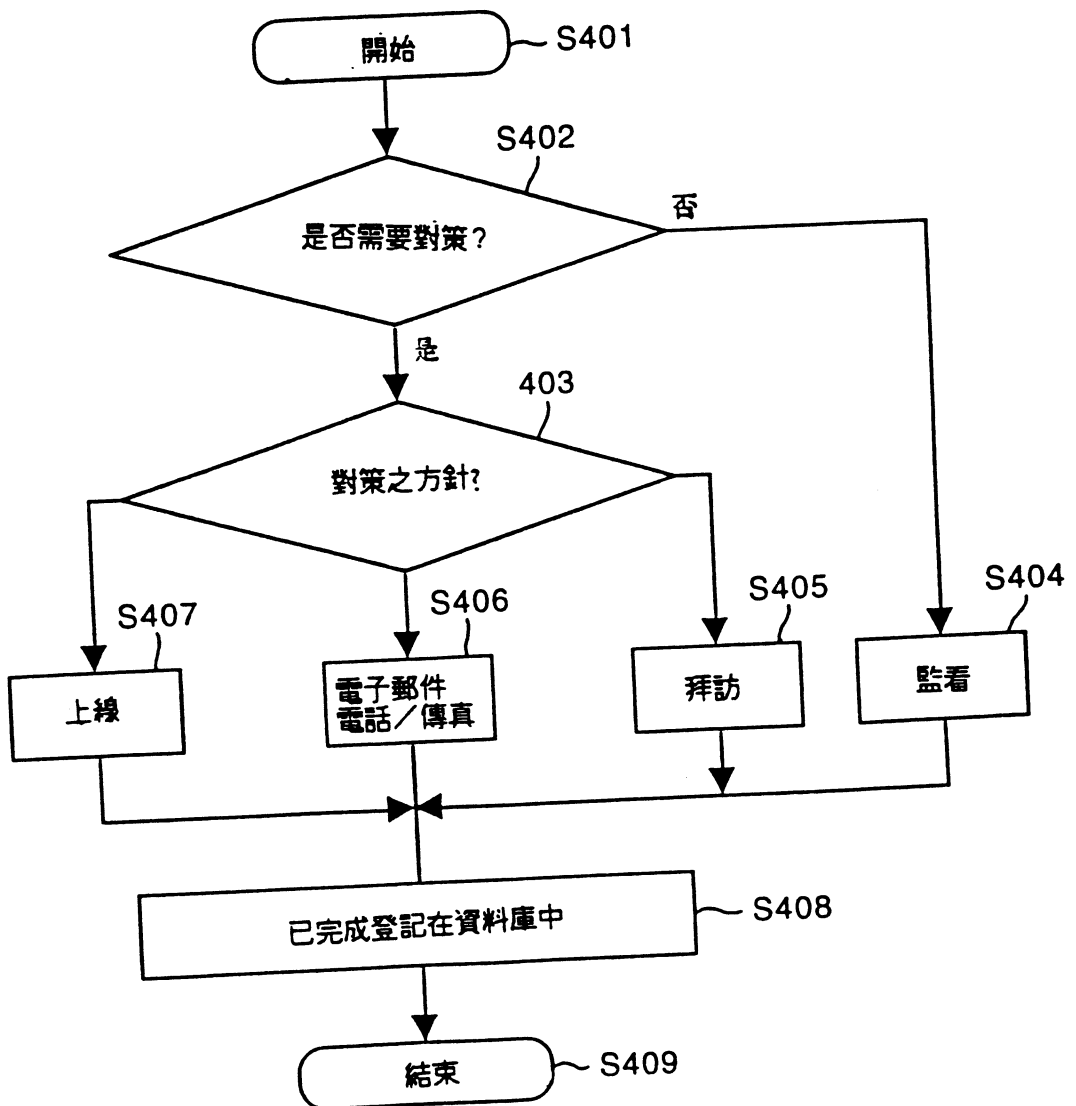 開始
S401
S402
是否需要對策?
否
是
403
對策之方針?
S407
S406
S405
S404
上線
電子郵件
電話/傳真
拜訪
監看
已完成登記在資料庫中
S408
結束
S409